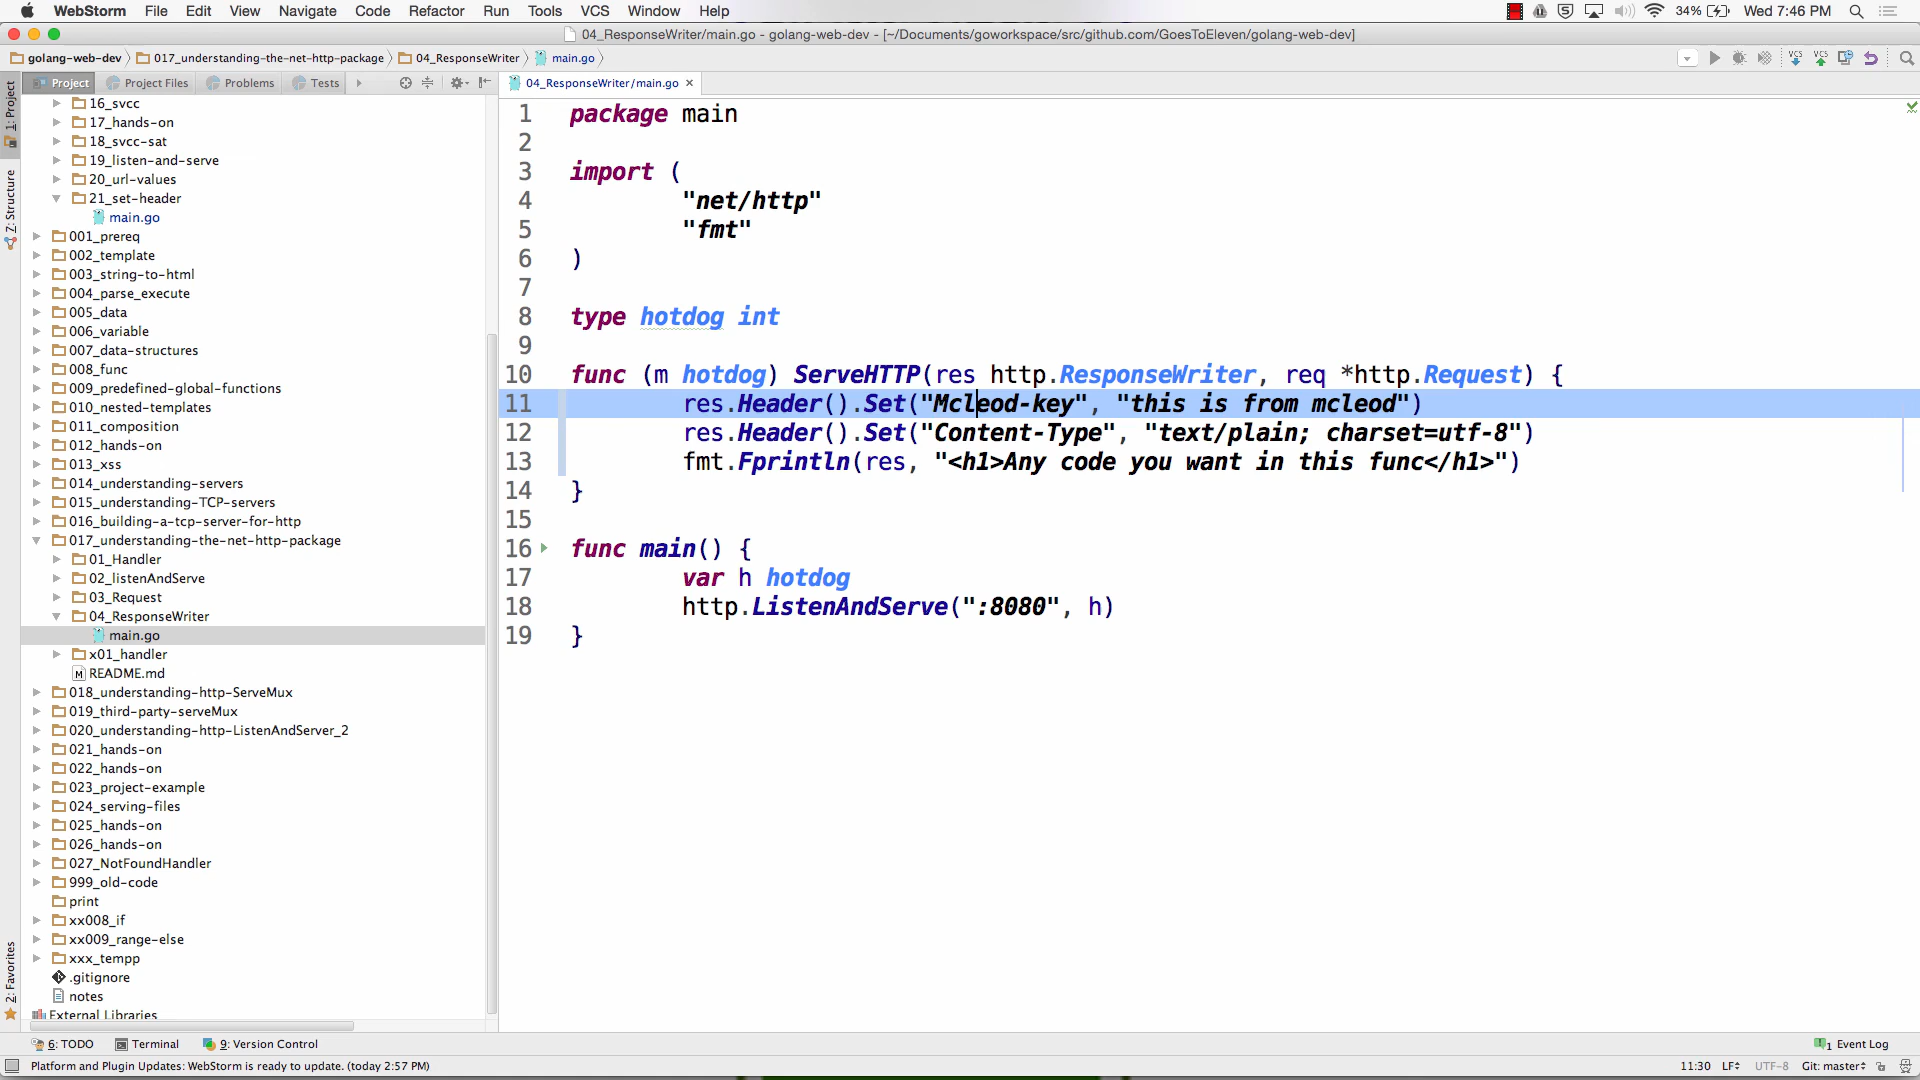 WebStorm File Edit View Navigate Code Refactor Run Tools VCS Window Help 34% Wed 7:46 PM
04_ResponseWriter/main.go - golang-web-dev - [~/Documents/goworkspace/src/github.com/GoesToEleven/golang-web-dev]
golang-web-dev 017_understanding-the-net-http-package 04_ResponseWriter main.go
Project Project Files Problems Tests
04_ResponseWriter/main.go
1: Project
7: Structure
2: Favorites
16_svcc
17_hands-on
18_svcc-sat
19_listen-and-serve
20_url-values
21_set-header
main.go
001_prereq
002_template
003_string-to-html
004_parse_execute
005_data
006_variable
007_data-structures
008_func
009_predefined-global-functions
010_nested-templates
011_composition
012_hands-on
013_xss
014_understanding-servers
015_understanding-TCP-servers
016_building-a-tcp-server-for-http
017_understanding-the-net-http-package
01_Handler
02_listenAndServe
03_Request
04_ResponseWriter
main.go
x01_handler
README.md
018_understanding-http-ServeMux
019_third-party-serveMux
020_understanding-http-ListenAndServer_2
021_hands-on
022_hands-on
023_project-example
024_serving-files
025_hands-on
026_hands-on
027_NotFoundHandler
999_old-code
print
xx008_if
xx009_range-else
xxx_tempp
.gitignore
notes
External Libraries
1 package main
2
3 import (
4 "net/http"
5 "fmt"
6 )
7
8 type hotdog int
9
10 func (m hotdog) ServeHTTP(res http.ResponseWriter, req *http.Request) {
11 res.Header().Set("Mcleod-key", "this is from mcleod")
12 res.Header().Set("Content-Type", "text/plain; charset=utf-8")
13 fmt.Fprintln(res, "<h1>Any code you want in this func</h1>")
14 }
15
16 func main() {
17 var h hotdog
18 http.ListenAndServe(":8080", h)
19 }
6: TODO Terminal 9: Version Control 1 Event Log
Platform and Plugin Updates: WebStorm is ready to update. (today 2:57 PM) 11:30 LF UTF-8 Git: master